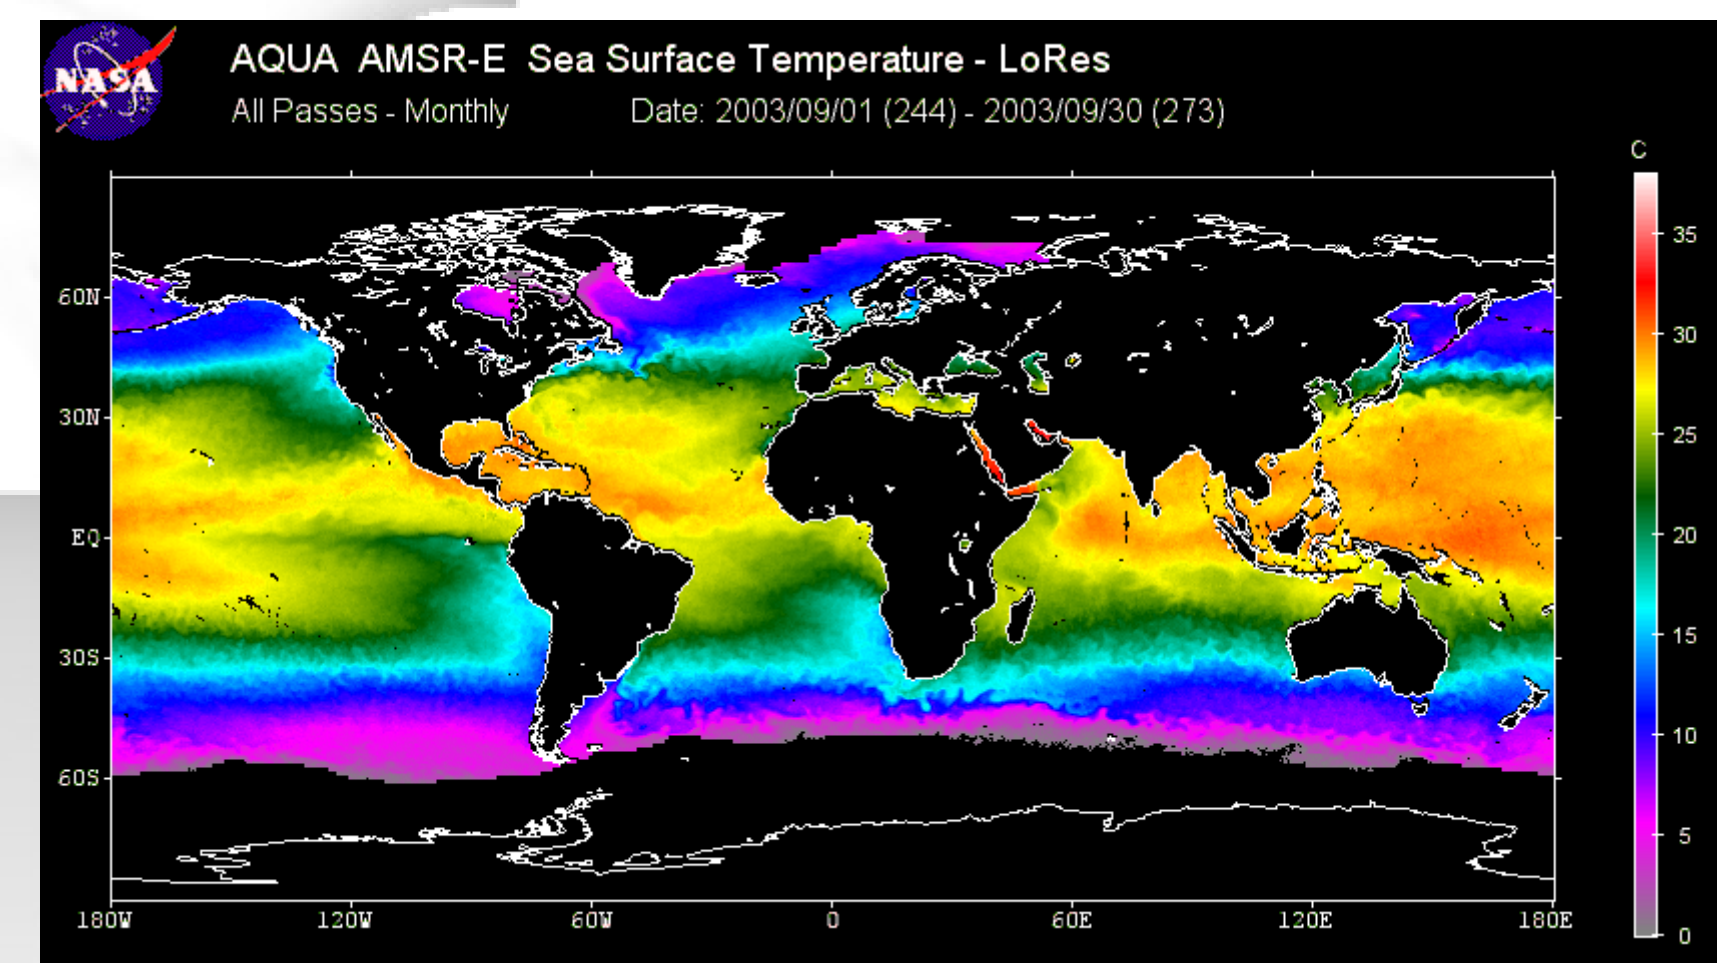 NASA
AQUA AMSR-E Sea Surface Temperature - LoRes
All Passes - Monthly Date: 2003/09/01 (244) - 2003/09/30 (273)
C
35
60N
30
30N
25
EQ
20
30S
15
10
60S
5
180W 120W 60W 0 60E 120E 180E
0